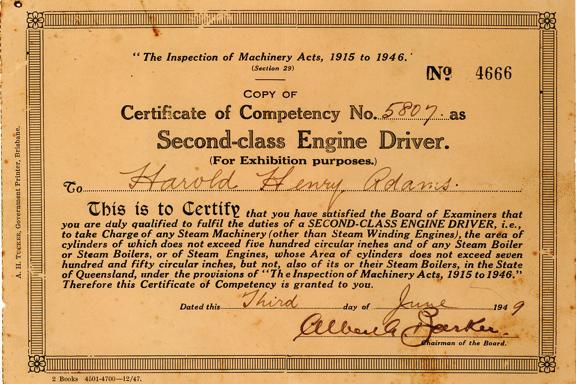 "The Inspection of Machinery Acts, 1915 to 1946."
(Section 29)
No 4666
COPY OF
Certificate of Competency No. 5807. as
Second-class Engine Driver.
(For Exhibition purposes.)
To Harold Henry Adams.
This is to Certify that you have satisfied the Board of Examiners that
you are duly qualified to fulfil the duties of a SECOND-CLASS ENGINE DRIVER, i.e.,
to take Charge of any Steam Machinery (other than Steam Winding Engines), the area of
cylinders of which does not exceed five hundred circular inches and of any Steam Boiler
or Steam Boilers, or of Steam Engines, whose Area of cylinders does not exceed seven
hundred and fifty circular inches, but not, also of its or their Steam Boilers, in the State
of Queensland, under the provisions of "The Inspection of Machinery Acts, 1915 to 1946."
Therefore this Certificate of Competency is granted to you.
Dated this Third day of June 1949
Albert A Barker.
Chairman of the Board.
2 Books 4501-4700—12/47.
A. H. TUCKER, Government Printer, Brisbane.